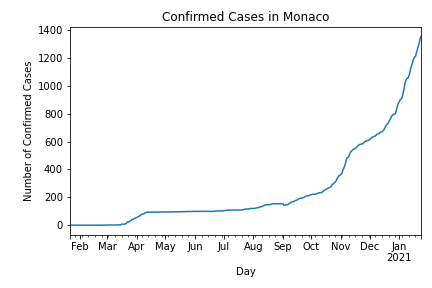 Confirmed Cases in Monaco
1400
1200
1000
800
600
400
200
0
Number of Confirmed Cases
Feb Mar Apr May Jun Jul Aug Sep Oct Nov Dec Jan
2021
Day